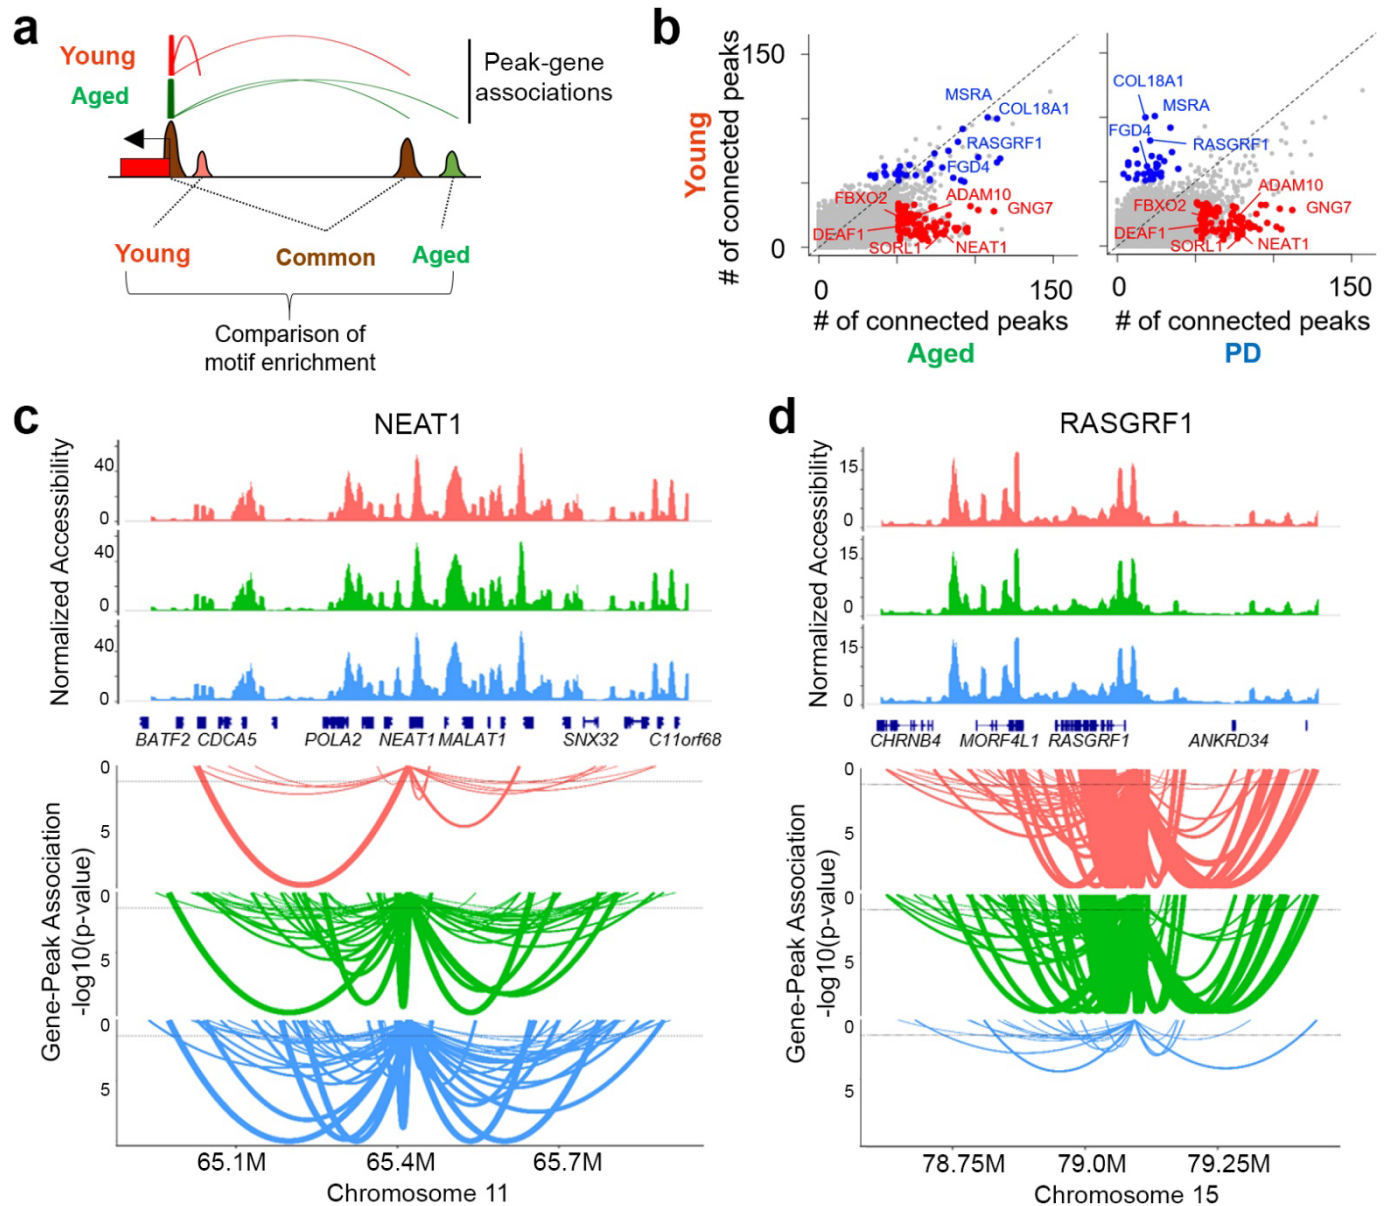 a
Young
Aged
Peak-gene
associations
Young
Common
Aged
Comparison of
motif enrichment
b
Young
# of connected peaks
150
0
MSRA
COL18A1
RASGRF1
FGD4
FBXO2
ADAM10
GNG7
DEAF1
SORL1
NEAT1
0
150
# of connected peaks
Aged
COL18A1
MSRA
FGD4
RASGRF1
ADAM10
FBXO2
GNG7
DEAF1
SORL1
NEAT1
0
150
# of connected peaks
PD
c
NEAT1
Normalized Accessibility
40
0
40
0
40
0
BATF2 CDCA5 POLA2 NEAT1 MALAT1 SNX32 C11orf68
Gene-Peak Association
-log10(p-value)
0
5
0
5
0
5
65.1M 65.4M 65.7M
Chromosome 11
d
RASGRF1
Normalized Accessibility
15
0
15
0
15
0
CHRNB4 MORF4L1 RASGRF1 ANKRD34
Gene-Peak Association
-log10(p-value)
0
5
0
5
0
5
78.75M 79.0M 79.25M
Chromosome 15